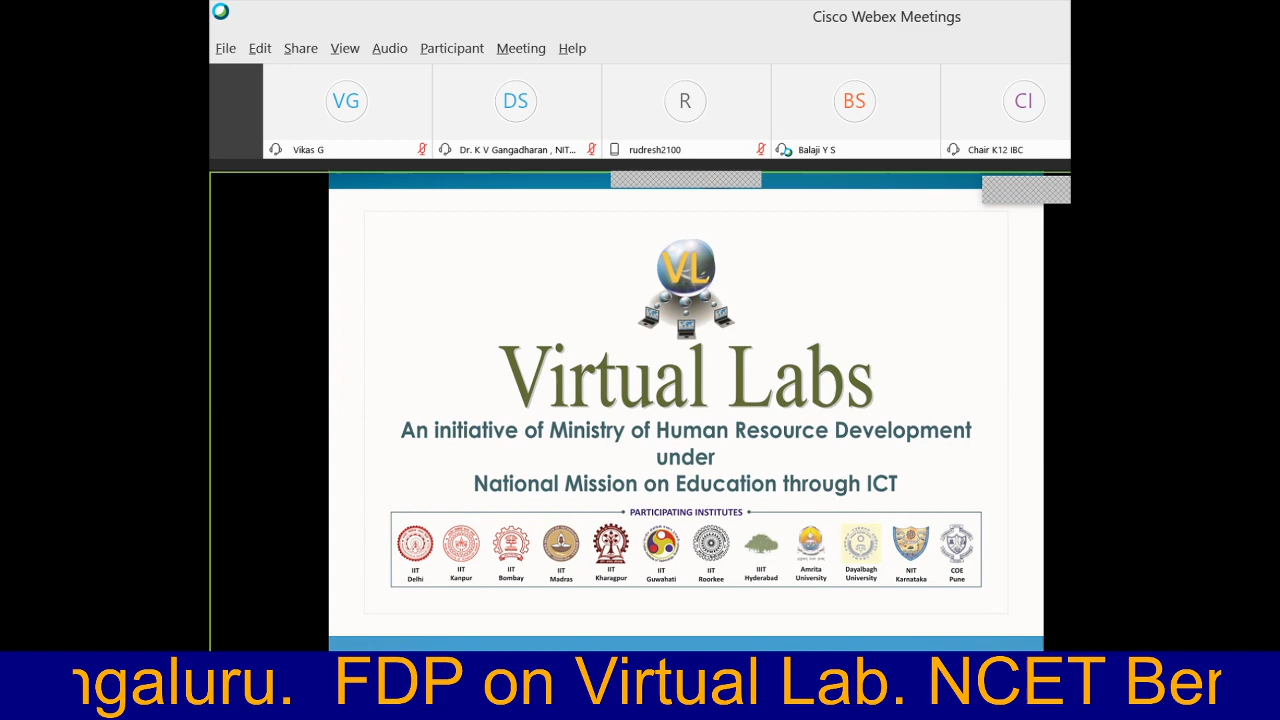 Cisco Webex Meetings
File Edit Share View Audio Participant Meeting Help
VG DS R BS CI
Vikas G Dr. K V Gangadharan , NIT... rudresh2100 Balaji Y S Chair K12 IBC
VL
Virtual Labs
An initiative of Ministry of Human Resource Development
under
National Mission on Education through ICT
PARTICIPATING INSTITUTES
IIT Delhi
IIT Kanpur
IIT Bombay
IIT Madras
IIT Kharagpur
IIT Guwahati
IIT Roorkee
IIIT Hyderabad
Amrita University
Dayalbagh University
NIT Karnataka
COE Pune
ngaluru. FDP on Virtual Lab. NCET Ber